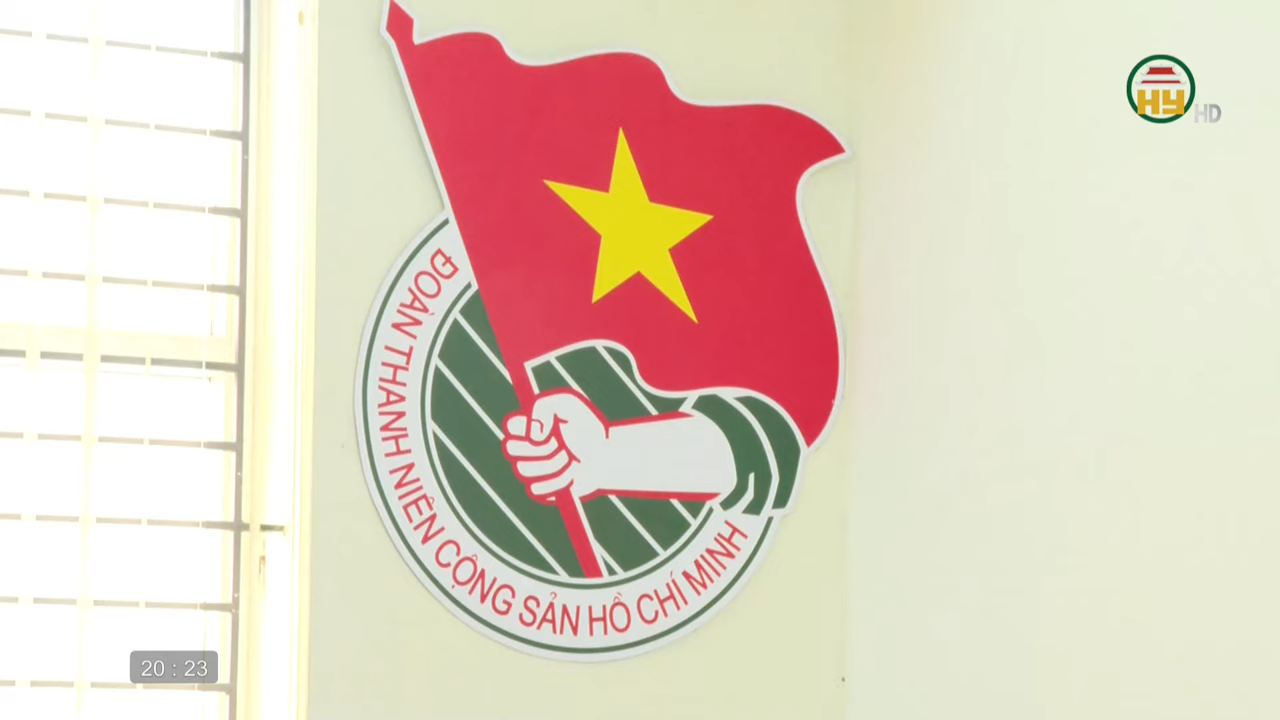 HY HD
ĐOÀN THANH NIÊN CỘNG SẢN HỒ CHÍ MINH
20 : 23